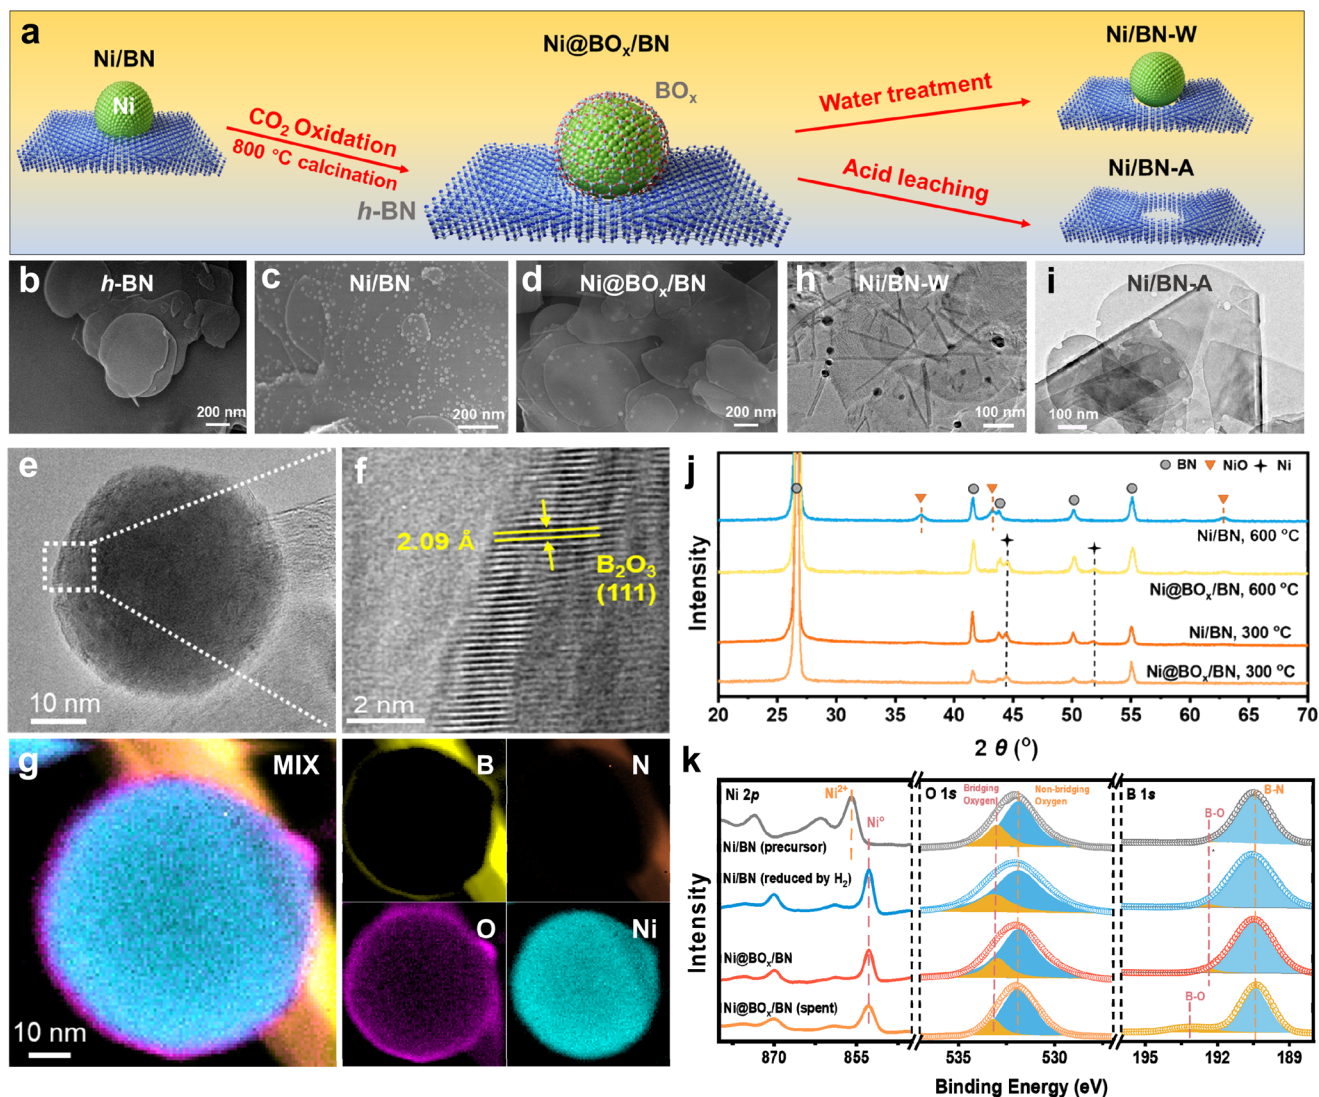 a
Ni/BN
Ni
CO₂ Oxidation
800 °C calcination
Ni@BOₓ/BN
BOₓ
h-BN
Water treatment
Acid leaching
Ni/BN-W
Ni/BN-A
b
h-BN
200 nm
c
Ni/BN
200 nm
d
Ni@BOₓ/BN
200 nm
h
Ni/BN-W
100 nm
i
Ni/BN-A
100 nm
e
10 nm
f
2.09 Å
B₂O₃
(111)
2 nm
j
BN NiO Ni
Ni/BN, 600 °C
Ni@BOₓ/BN, 600 °C
Ni/BN, 300 °C
Ni@BOₓ/BN, 300 °C
Intensity
20 25 30 35 40 45 50 55 60 65 70
2 θ (°)
g
MIX
10 nm
B
N
O
Ni
k
Ni 2p
Ni²⁺
Ni⁰
Ni/BN (precursor)
Ni/BN (reduced by H₂)
Ni@BOₓ/BN
Ni@BOₓ/BN (spent)
O 1s
Bridging
Oxygen
Non-bridging
Oxygen
B 1s
B-N
B-O
B-O
Intensity
870 855 535 530 195 192 189
Binding Energy (eV)